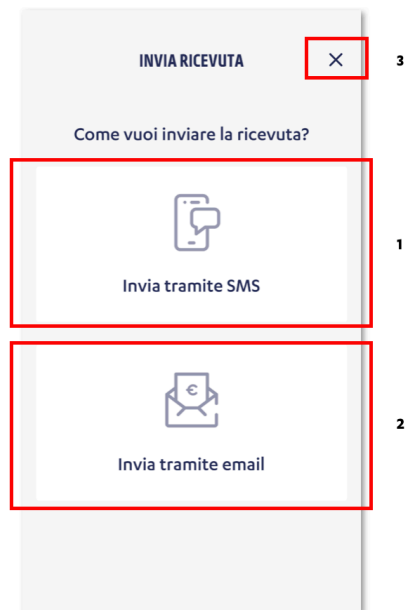 INVIA RICEVUTA
3
Come vuoi inviare la ricevuta?
1
Invia tramite SMS
€
2
Invia tramite email